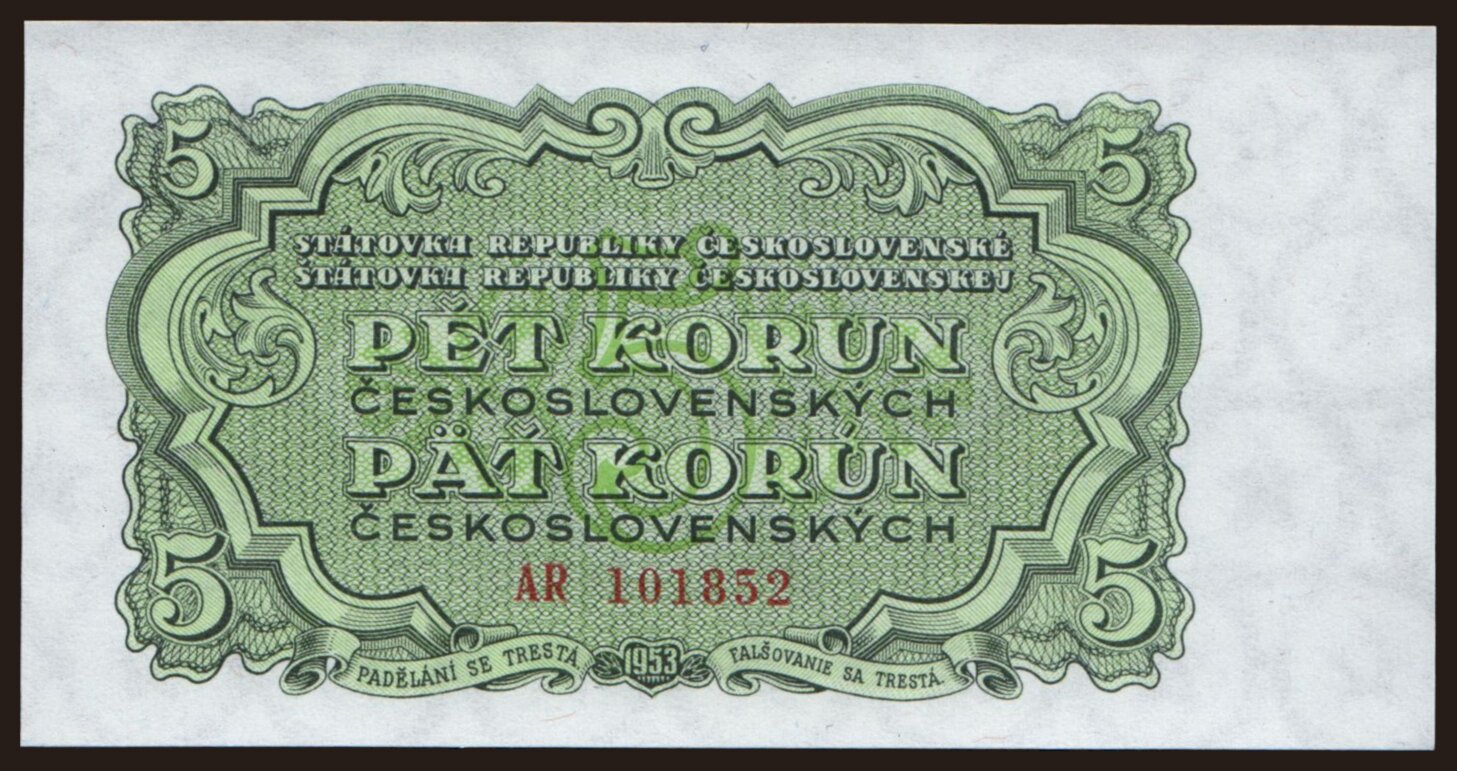 5 5
STÁTOVKA REPUBLIKY ČESKOSLOVENSKÉ
ŠTÁTOVKA REPUBLIKY ČESKOSLOVENSKEJ
PĚT KORUN
ČESKOSLOVENSKÝCH
PÄŤ KORÚN
ČESKOSLOVENSKÝCH
AR 101852
5 5
PADĚLÁNÍ SE TRESTÁ. 1953 FALŠOVANIE SA TRESTÁ.